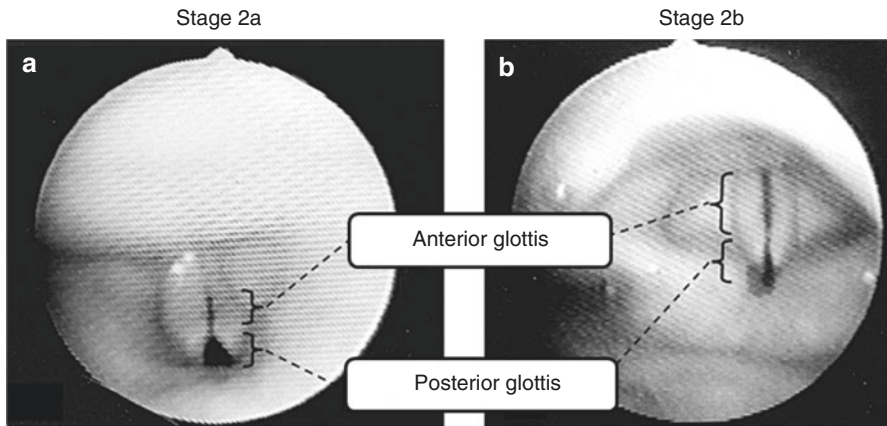 Stage 2a
Stage 2b
a
b
Anterior glottis
Posterior glottis